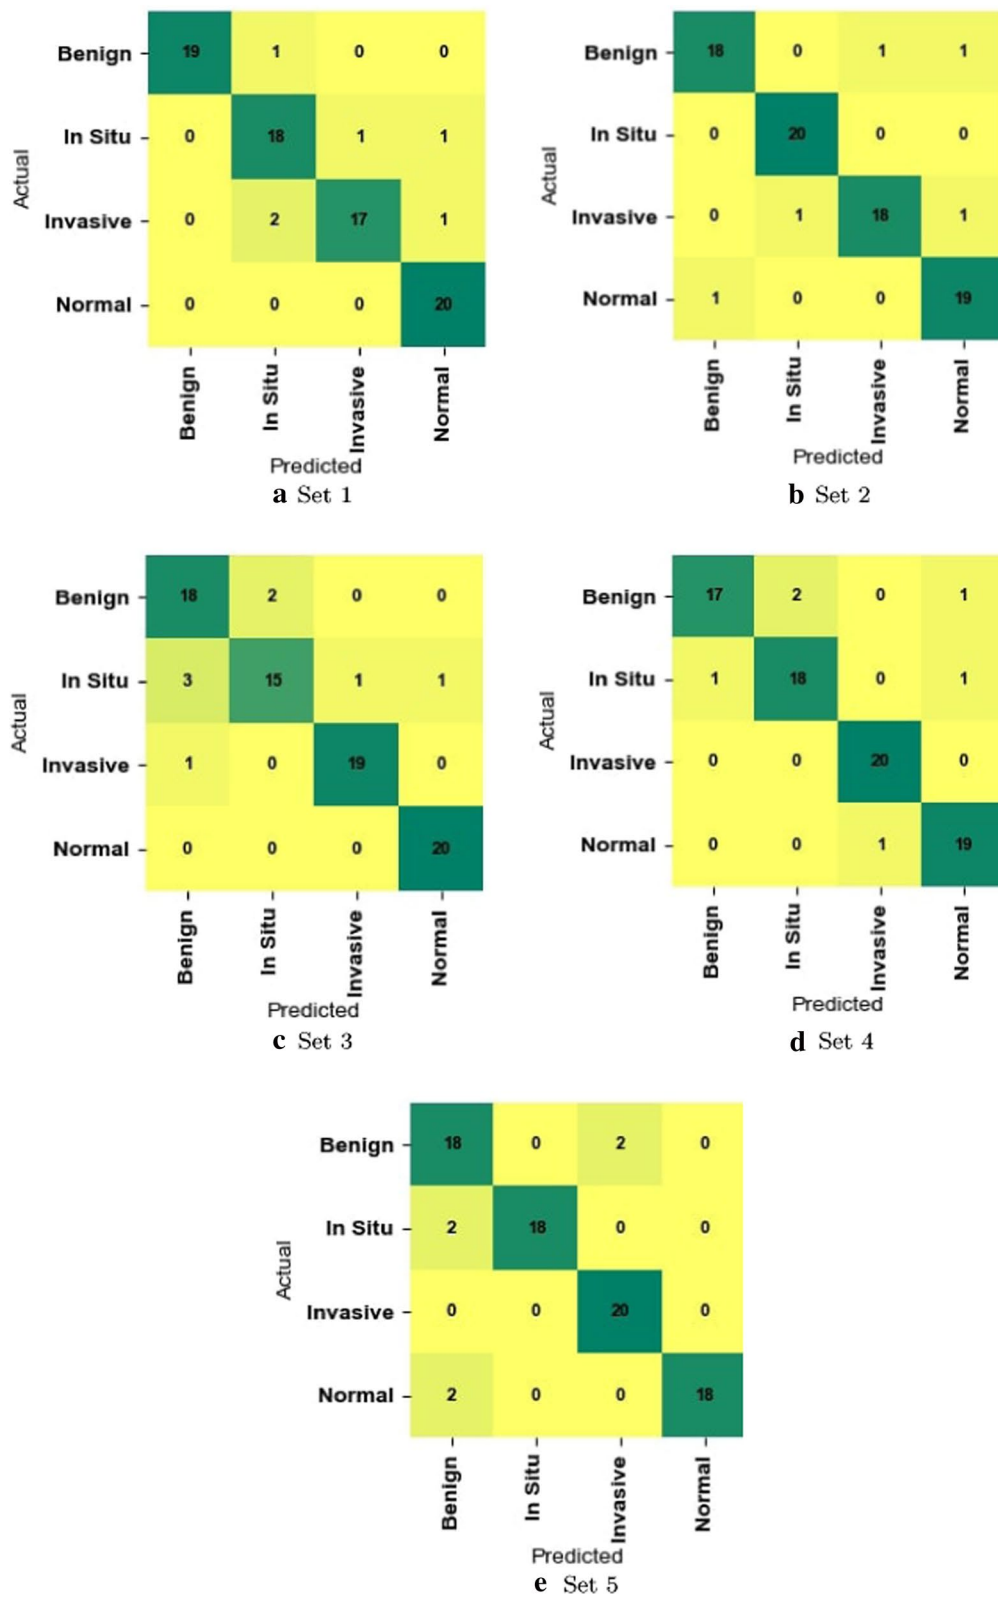 Benign 19 1 0 0
In Situ 0 18 1 1
Invasive 0 2 17 1
Normal 0 0 0 20
Actual
Benign In Situ Invasive Normal
Predicted
a Set 1
Benign 18 0 1 1
In Situ 0 20 0 0
Invasive 0 1 18 1
Normal 1 0 0 19
Actual
Benign In Situ Invasive Normal
Predicted
b Set 2
Benign 18 2 0 0
In Situ 3 15 1 1
Invasive 1 0 19 0
Normal 0 0 0 20
Actual
Benign In Situ Invasive Normal
Predicted
c Set 3
Benign 17 2 0 1
In Situ 1 18 0 1
Invasive 0 0 20 0
Normal 0 0 1 19
Actual
Benign In Situ Invasive Normal
Predicted
d Set 4
Benign 18 0 2 0
In Situ 2 18 0 0
Invasive 0 0 20 0
Normal 2 0 0 18
Actual
Benign In Situ Invasive Normal
Predicted
e Set 5